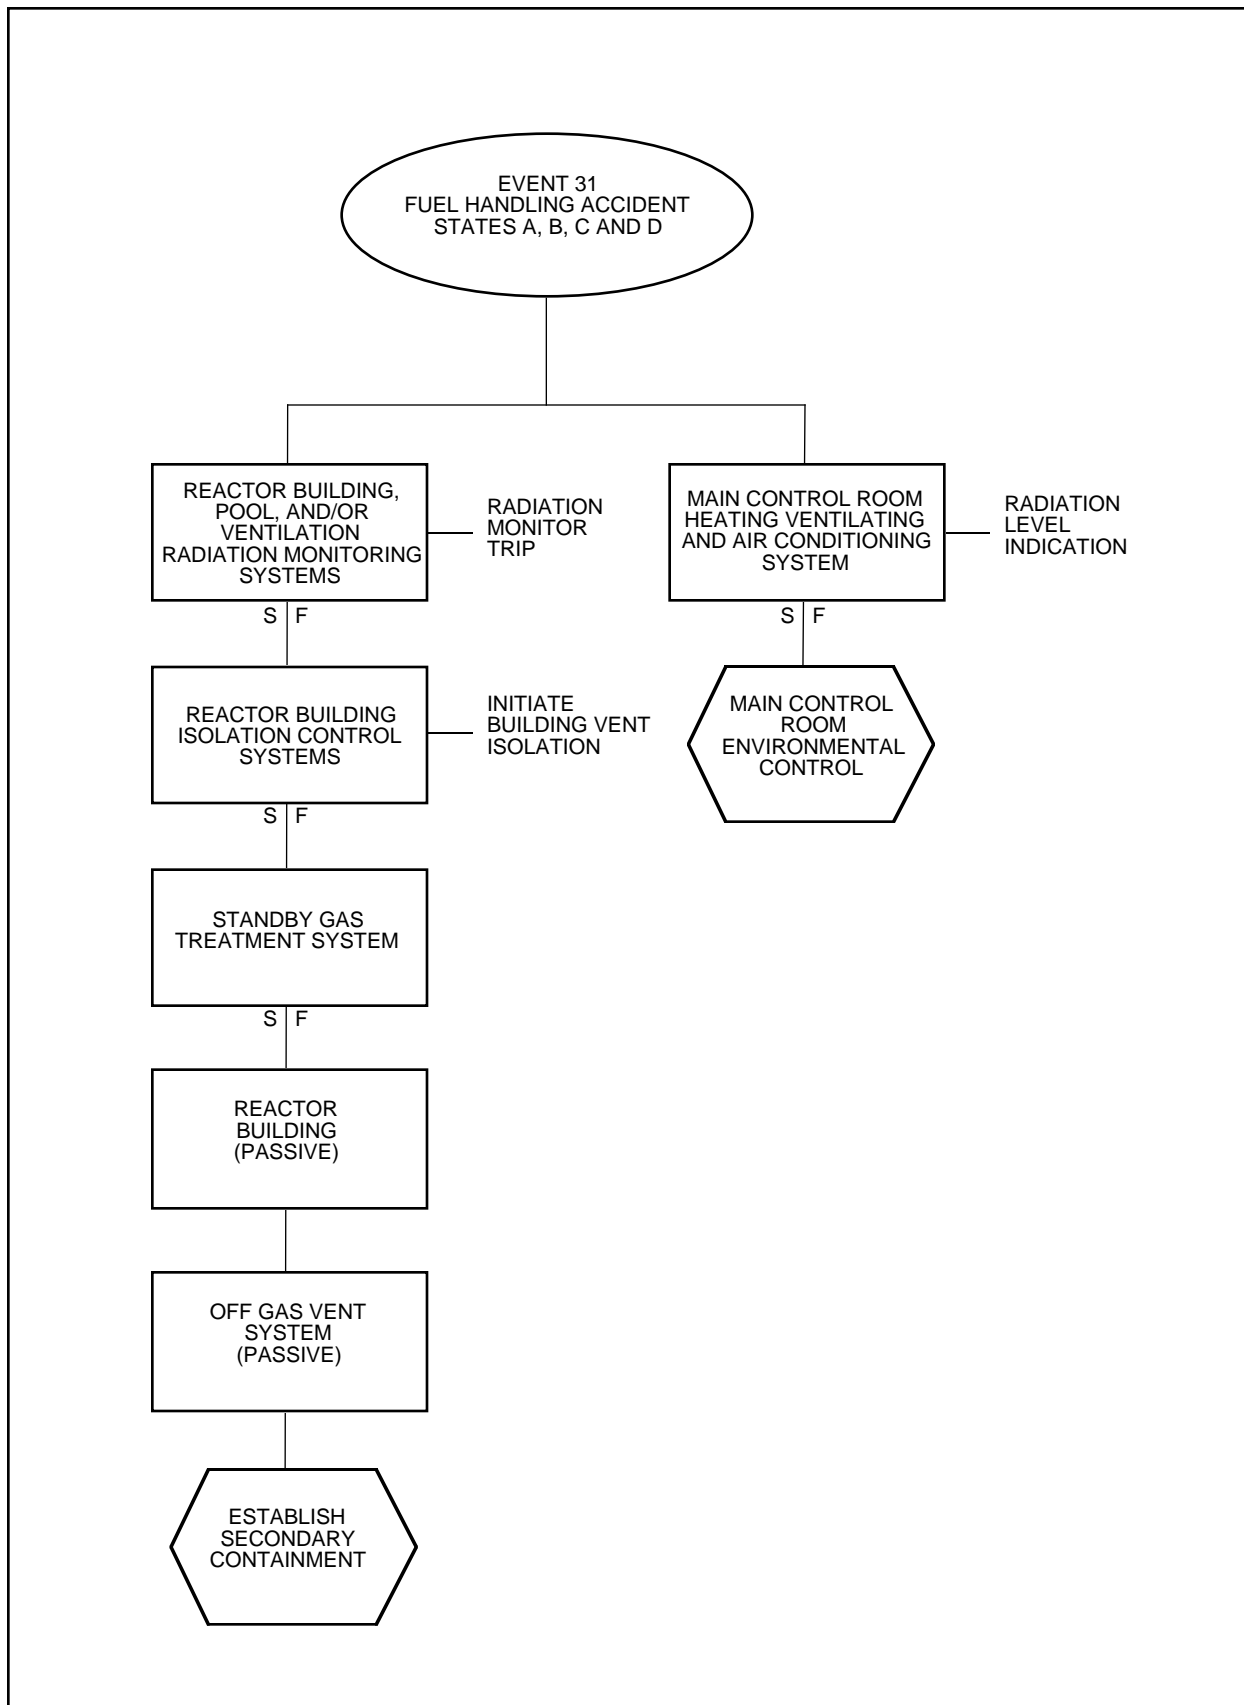 EVENT 31
FUEL HANDLING ACCIDENT
STATES A, B, C AND D
REACTOR BUILDING,
POOL, AND/OR
VENTILATION
RADIATION MONITORING
SYSTEMS
RADIATION
MONITOR
TRIP
MAIN CONTROL ROOM
HEATING VENTILATING
AND AIR CONDITIONING
SYSTEM
RADIATION
LEVEL
INDICATION
S F
S F
REACTOR BUILDING
ISOLATION CONTROL
SYSTEMS
INITIATE
BUILDING VENT
ISOLATION
MAIN CONTROL
ROOM
ENVIRONMENTAL
CONTROL
S F
STANDBY GAS
TREATMENT SYSTEM
S F
REACTOR
BUILDING
(PASSIVE)
OFF GAS VENT
SYSTEM
(PASSIVE)
ESTABLISH
SECONDARY
CONTAINMENT